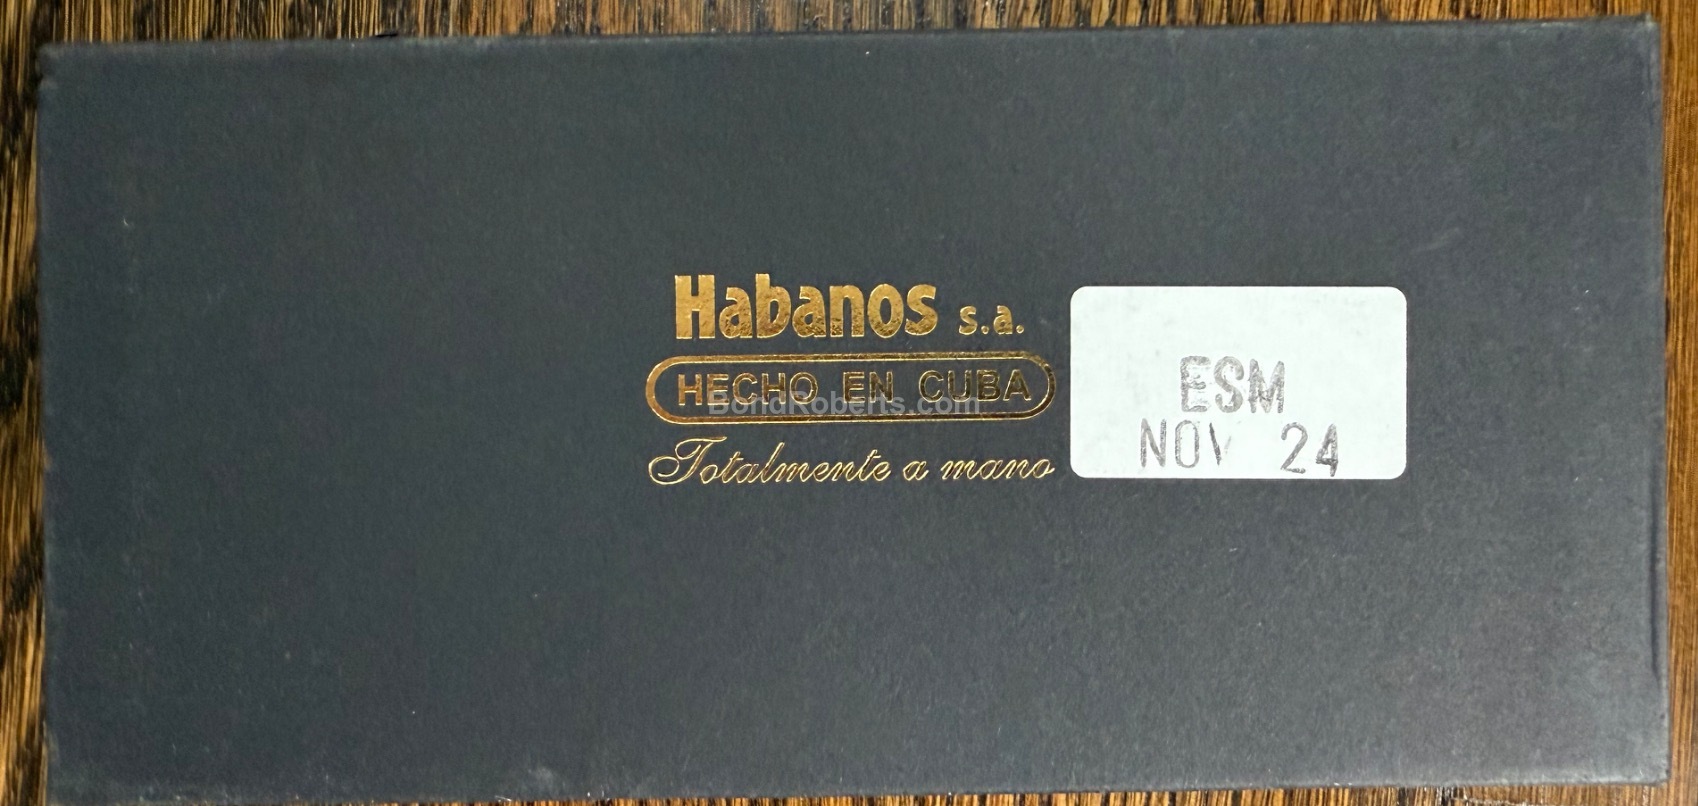 Habanos s.a.
HECHO EN CUBA
BondRoberts.com
Totalmente a mano
ESM
NOV 24